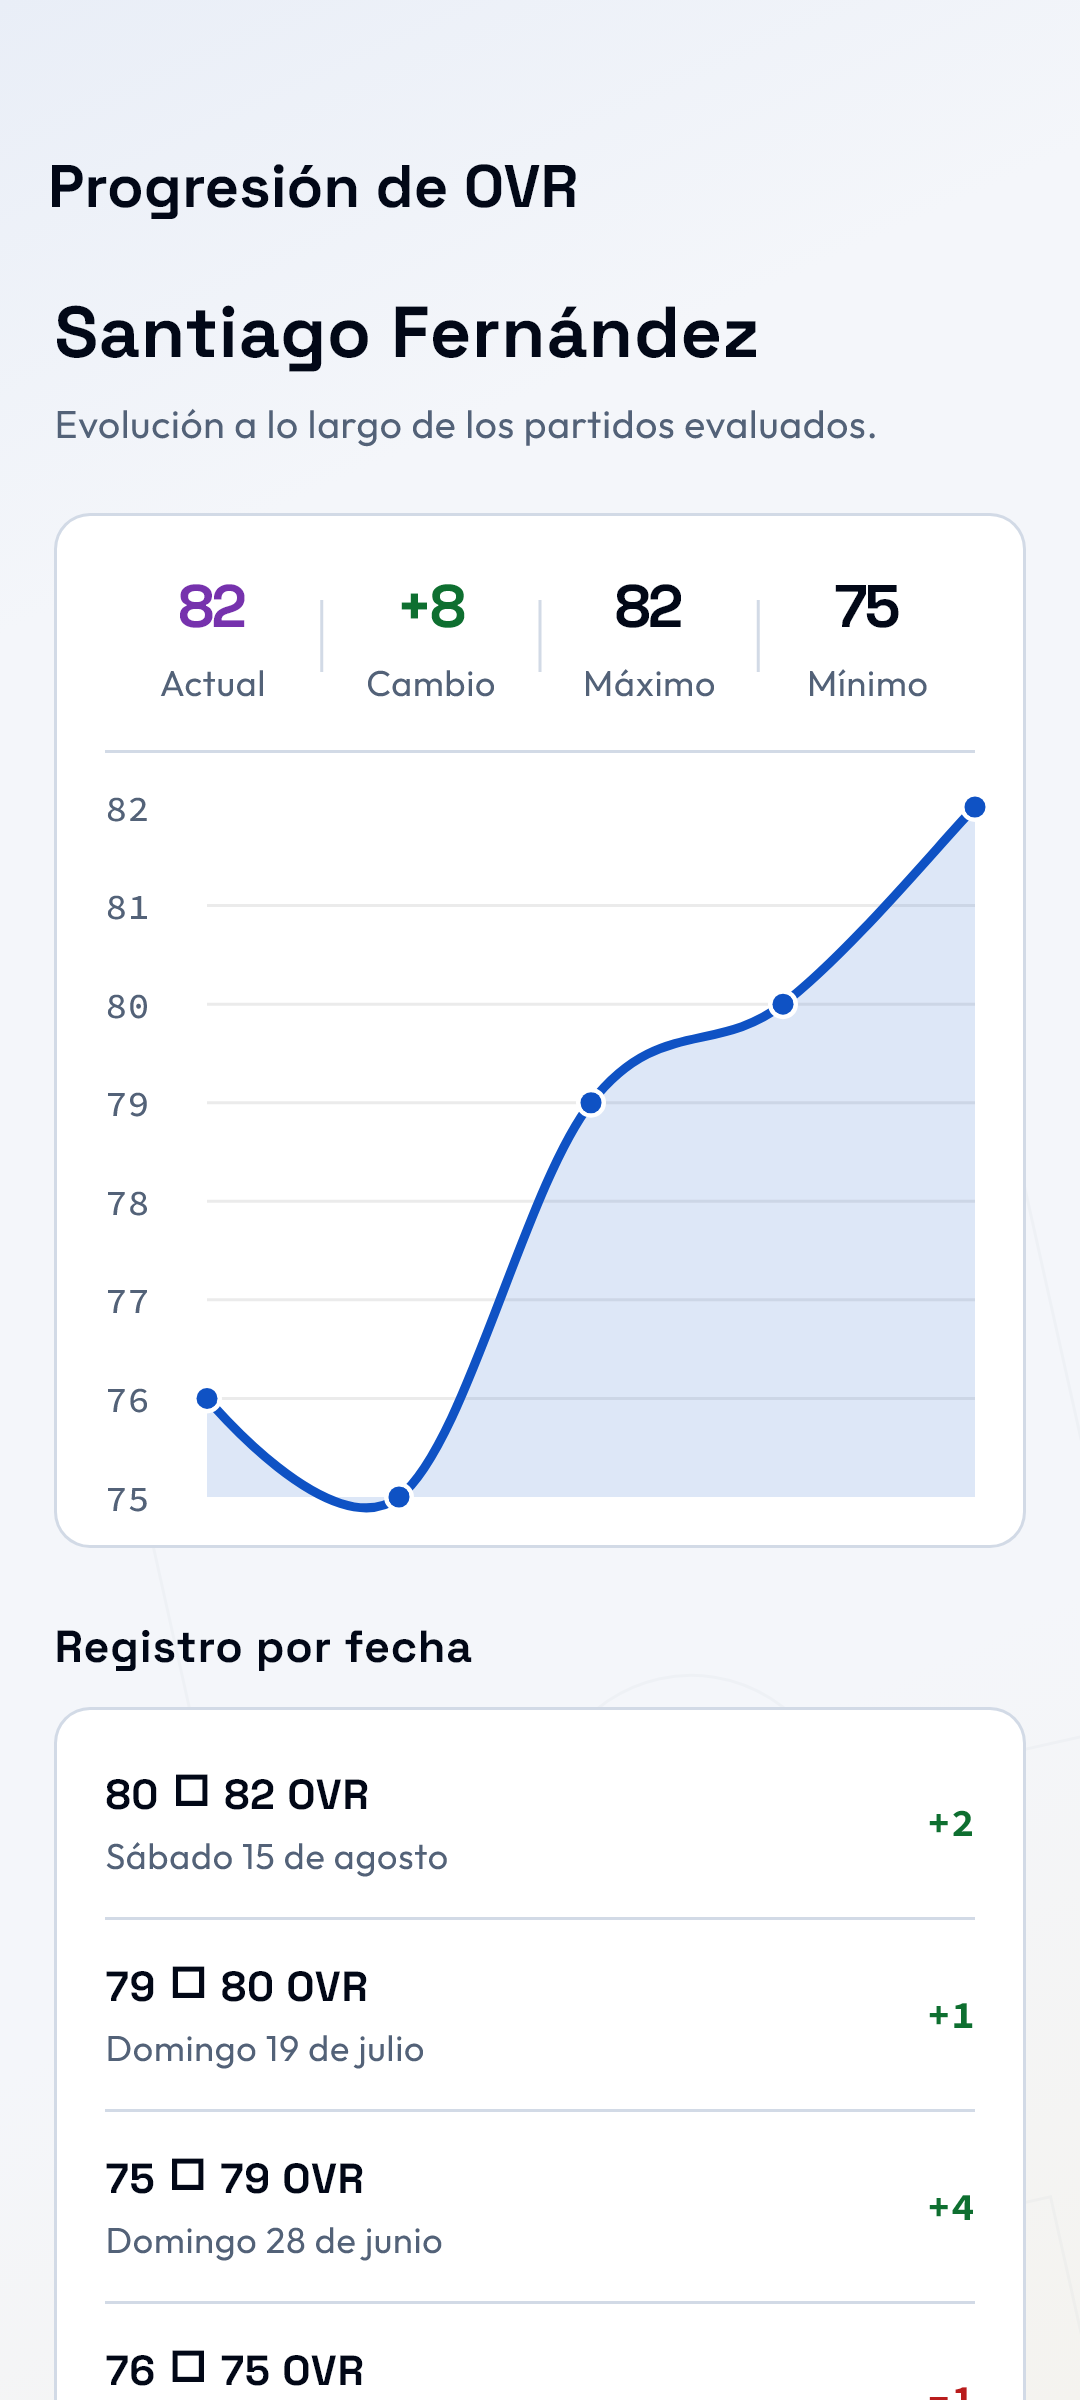 Progresión de OVR
Santiago Fernández
Evolución a lo largo de los partidos evaluados.
82 +8 82 75
Actual Cambio Máximo Mínimo
82
81
80
79
78
77
76
75
Registro por fecha
80 □ 82 OVR
+2
Sábado 15 de agosto
79 □ 80 OVR
+1
Domingo 19 de julio
75 □ 79 OVR
+4
Domingo 28 de junio
76 □ 75 OVR
-1